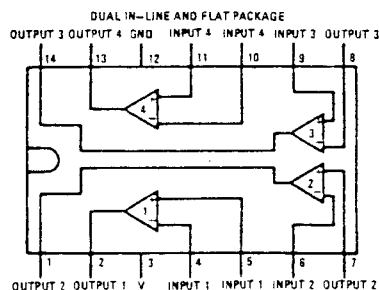 DUAL IN-LINE AND FLAT PACKAGE
OUTPUT 3 OUTPUT 4 GND INPUT 4 INPUT 4 INPUT 3 OUTPUT 3
14 13 12 11 10 9 8
4
3
2
1
1 2 3 4 5 6 7
OUTPUT 2 OUTPUT 1 V INPUT 1 INPUT 1 INPUT 2 OUTPUT 2